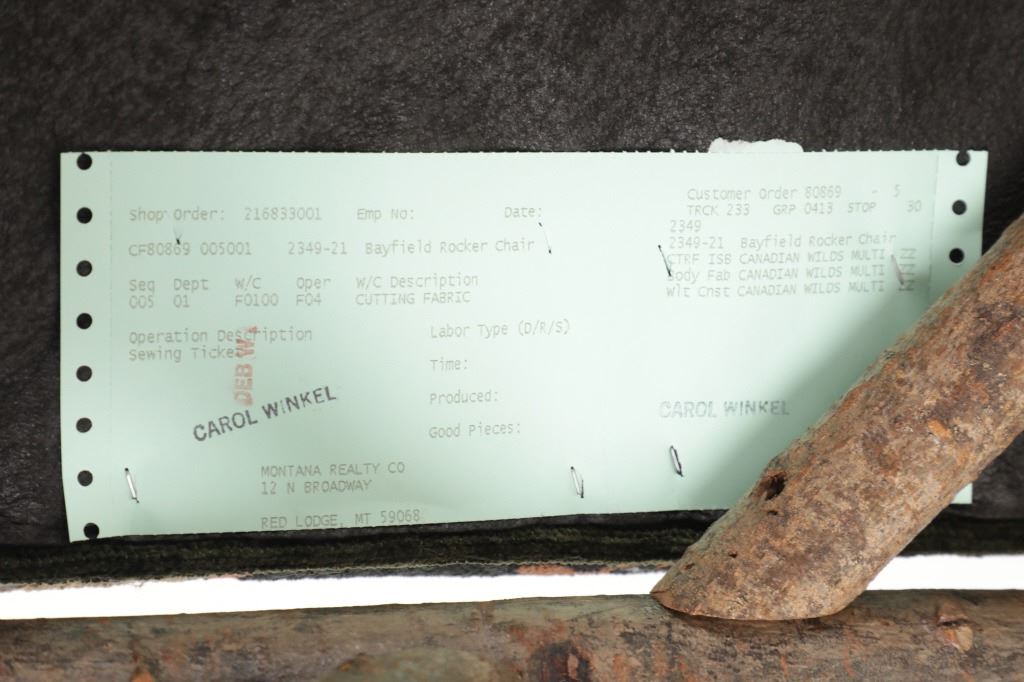 Customer Order 80869 - 5
Shop Order: 216833001 Emp No: Date: TRCK 233 GRP 0413 STOP 30
2349
CF80869 005001 2349-21 Bayfield Rocker Chair 2349-21 Bayfield Rocker Chair
CTRF ISB CANADIAN WILDS MULTI ZZ
Seq Dept W/C Oper W/C Description Body Fab CANADIAN WILDS MULTI ZZ
005 01 F0100 F04 CUTTING FABRIC Wlt Cnst CANADIAN WILDS MULTI ZZ
Operation Description Labor Type (D/R/S)
Sewing Ticket
DEB W.
Time:
Produced:
CAROL WINKEL
CAROL WINKEL
Good Pieces:
MONTANA REALTY CO
12 N BROADWAY
RED LODGE, MT 59068